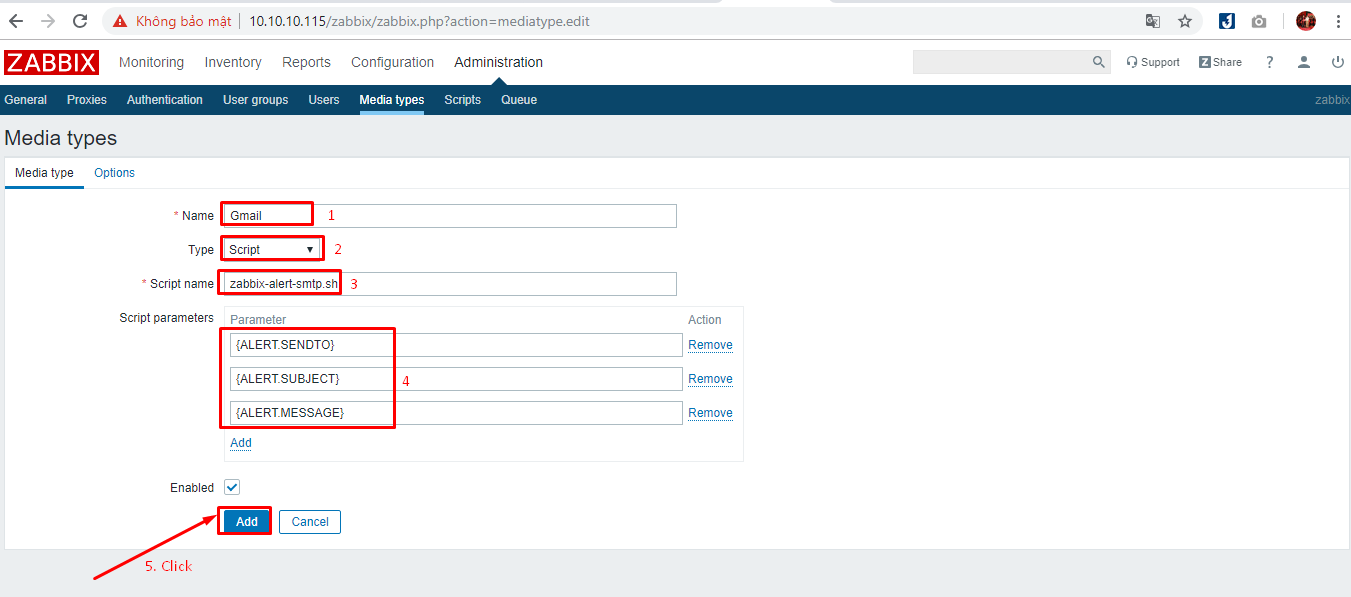 Không bảo mật 10.10.10.115/zabbix/zabbix.php?action=mediatype.edit
ZABBIX Monitoring Inventory Reports Configuration Administration Support Z Share ?
General Proxies Authentication User groups Users Media types Scripts Queue zabbix
Media types
Media type Options
* Name Gmail 1
Type Script 2
* Script name zabbix-alert-smtp.sh 3
Script parameters Parameter Action
{ALERT.SENDTO} Remove
{ALERT.SUBJECT} 4 Remove
{ALERT.MESSAGE} Remove
Add
Enabled
Add Cancel
5. Click